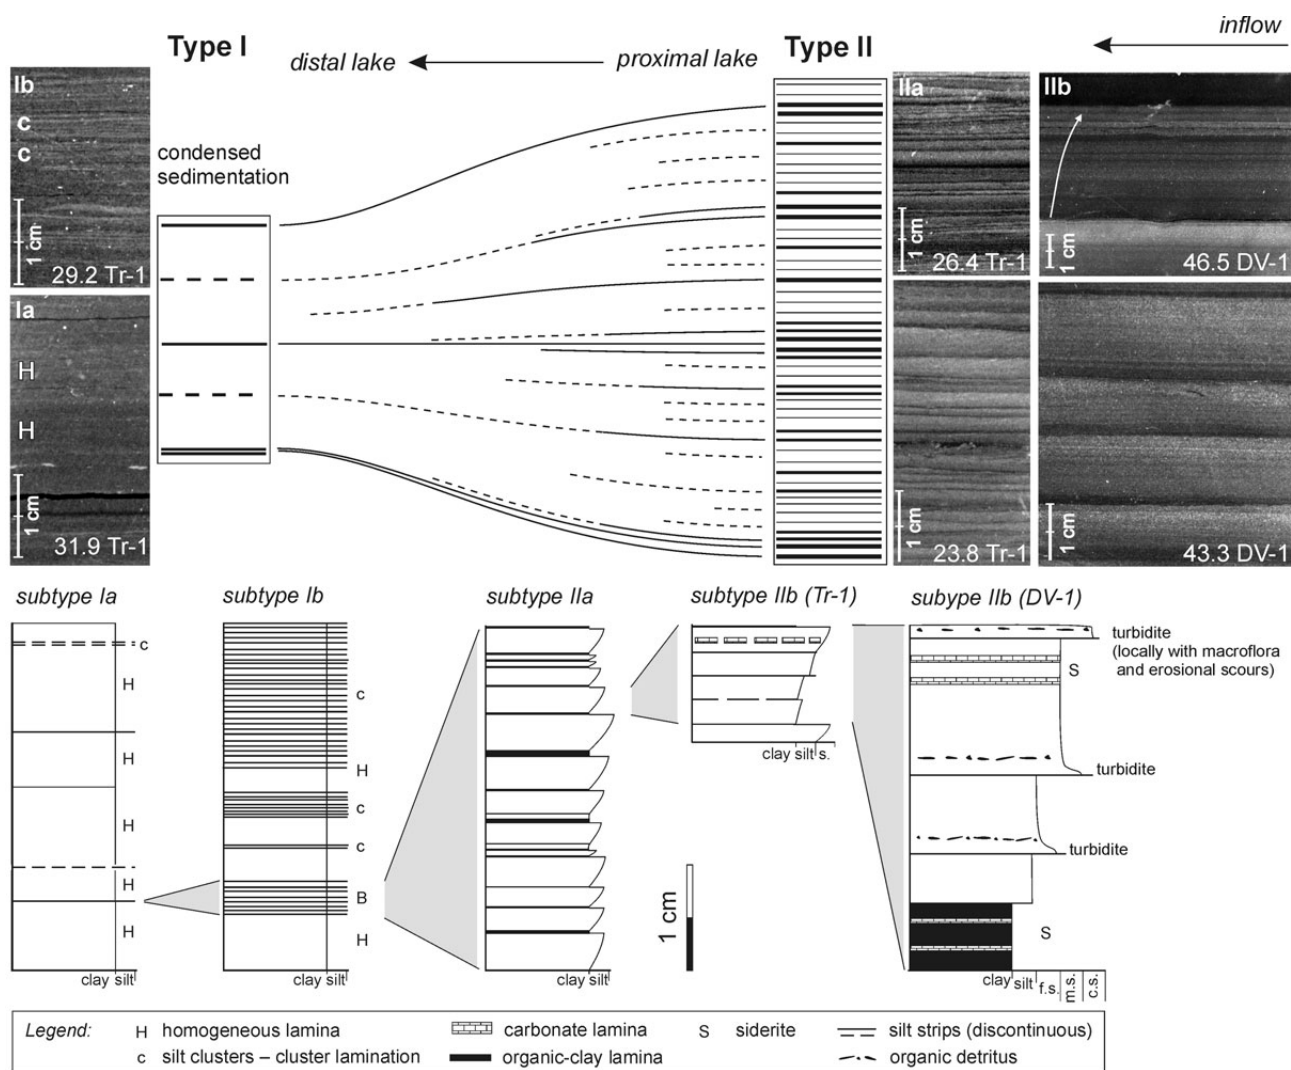 inflow
Type I
Type II
distal lake
proximal lake
Ib
c
c
1 cm
29.2 Tr-1
condensed
sedimentation
IIa
1 cm
26.4 Tr-1
IIb
1 cm
46.5 DV-1
Ia
H
H
1 cm
31.9 Tr-1
1 cm
23.8 Tr-1
1 cm
43.3 DV-1
subtype Ia
subtype Ib
subtype IIa
subtype IIb (Tr-1)
subype IIb (DV-1)
c
H
H
H
H
H
clay silt
c
H
c
c
B
H
clay silt
clay silt
clay silt s.
1 cm
turbidite
(locally with macroflora
and erosional scours)
S
turbidite
turbidite
S
clay silt f.s. m.s. c.s.
Legend:
H homogeneous lamina
carbonate lamina
S siderite
silt strips (discontinuous)
c silt clusters – cluster lamination
organic-clay lamina
organic detritus